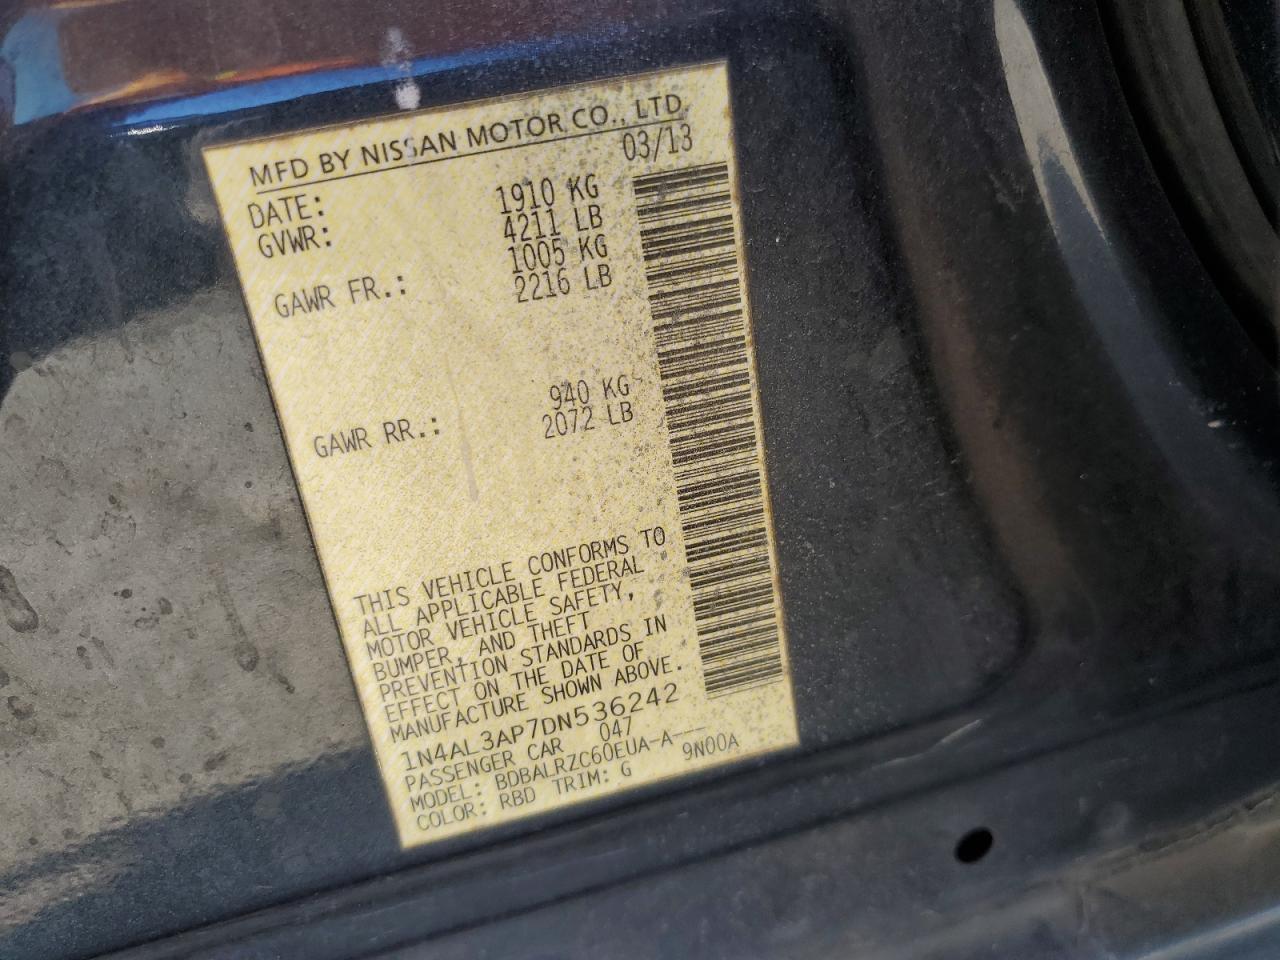 MFD BY NISSAN MOTOR CO., LTD.
DATE: 03/13
GVWR: 1910 KG
4211 LB
GAWR FR.: 1005 KG
2216 LB
GAWR RR.: 940 KG
2072 LB
THIS VEHICLE CONFORMS TO
ALL APPLICABLE FEDERAL
MOTOR VEHICLE SAFETY,
BUMPER, AND THEFT
PREVENTION STANDARDS IN
EFFECT ON THE DATE OF
MANUFACTURE SHOWN ABOVE.
1N4AL3AP7DN536242
PASSENGER CAR 047
MODEL: BDBALRZC60EUA-A----
COLOR: RBD TRIM: G 9N00A